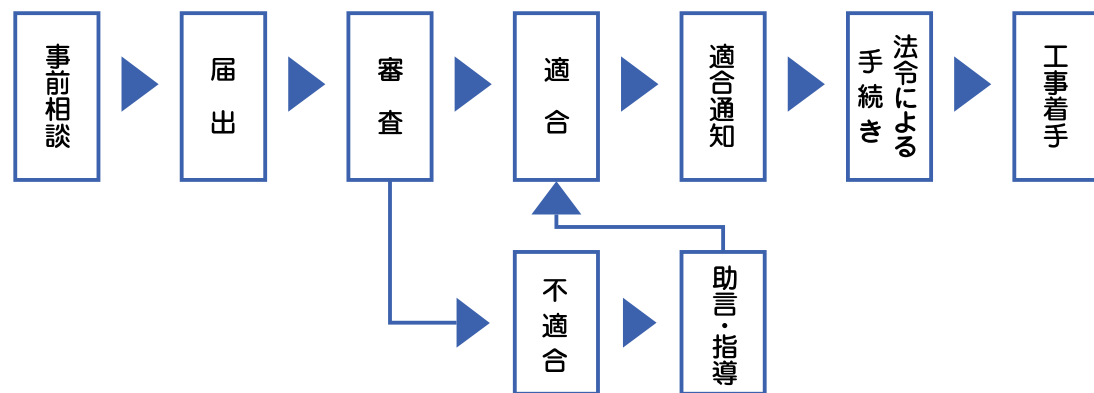 事前相談
届出
審査
適合
適合通知
法令による
手続き
工事着手
不適合
助言・指導